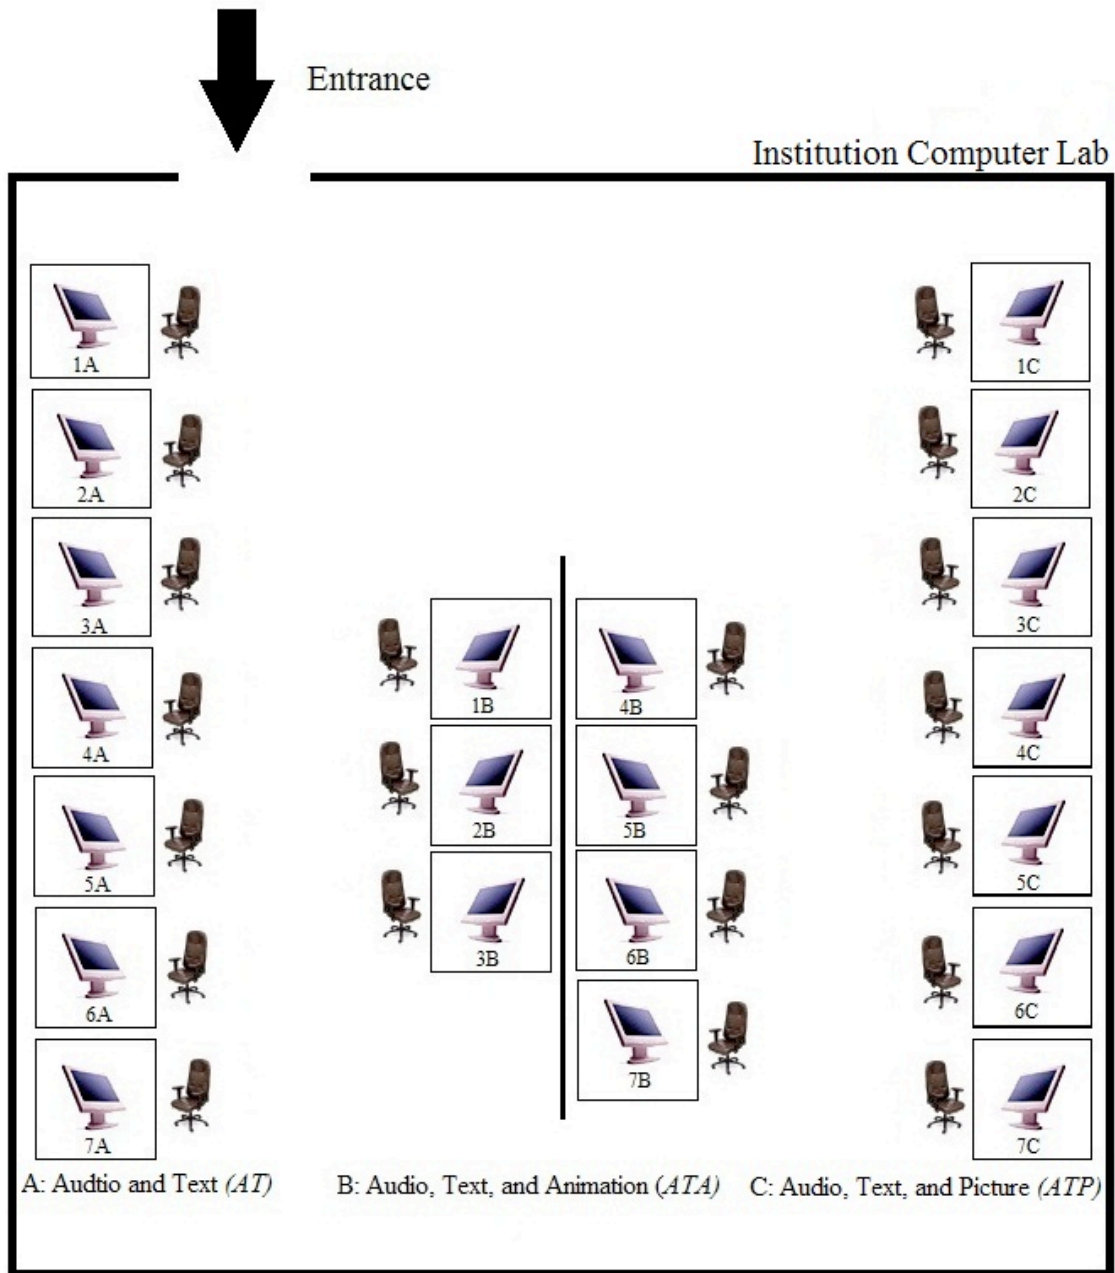 Entrance
Institution Computer Lab
1A
1C
2A
2C
3A
3C
1B
4B
4A
4C
2B
5B
5A
5C
3B
6B
6A
6C
7B
7A
7C
A: Audtio and Text (AT)
B: Audio, Text, and Animation (ATA)
C: Audio, Text, and Picture (ATP)